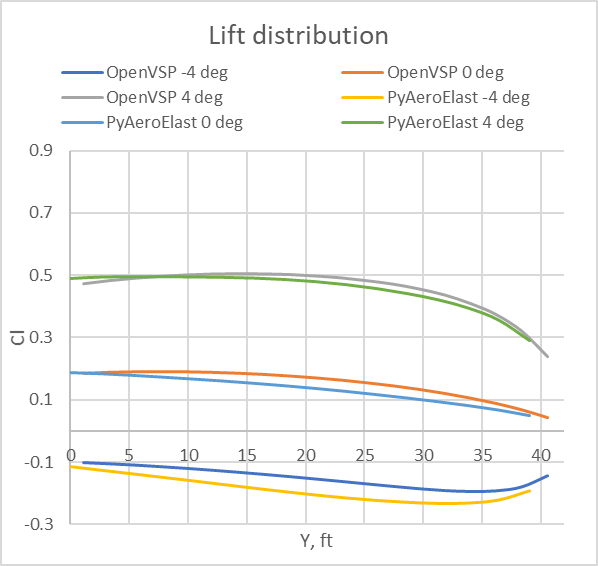 Lift distribution
OpenVSP -4 deg OpenVSP 0 deg
OpenVSP 4 deg PyAeroElast -4 deg
PyAeroElast 0 deg PyAeroElast 4 deg
0.9
0.7
0.5
0.3
0.1
-0.1
-0.3
Cl
0 5 10 15 20 25 30 35 40
Y, ft